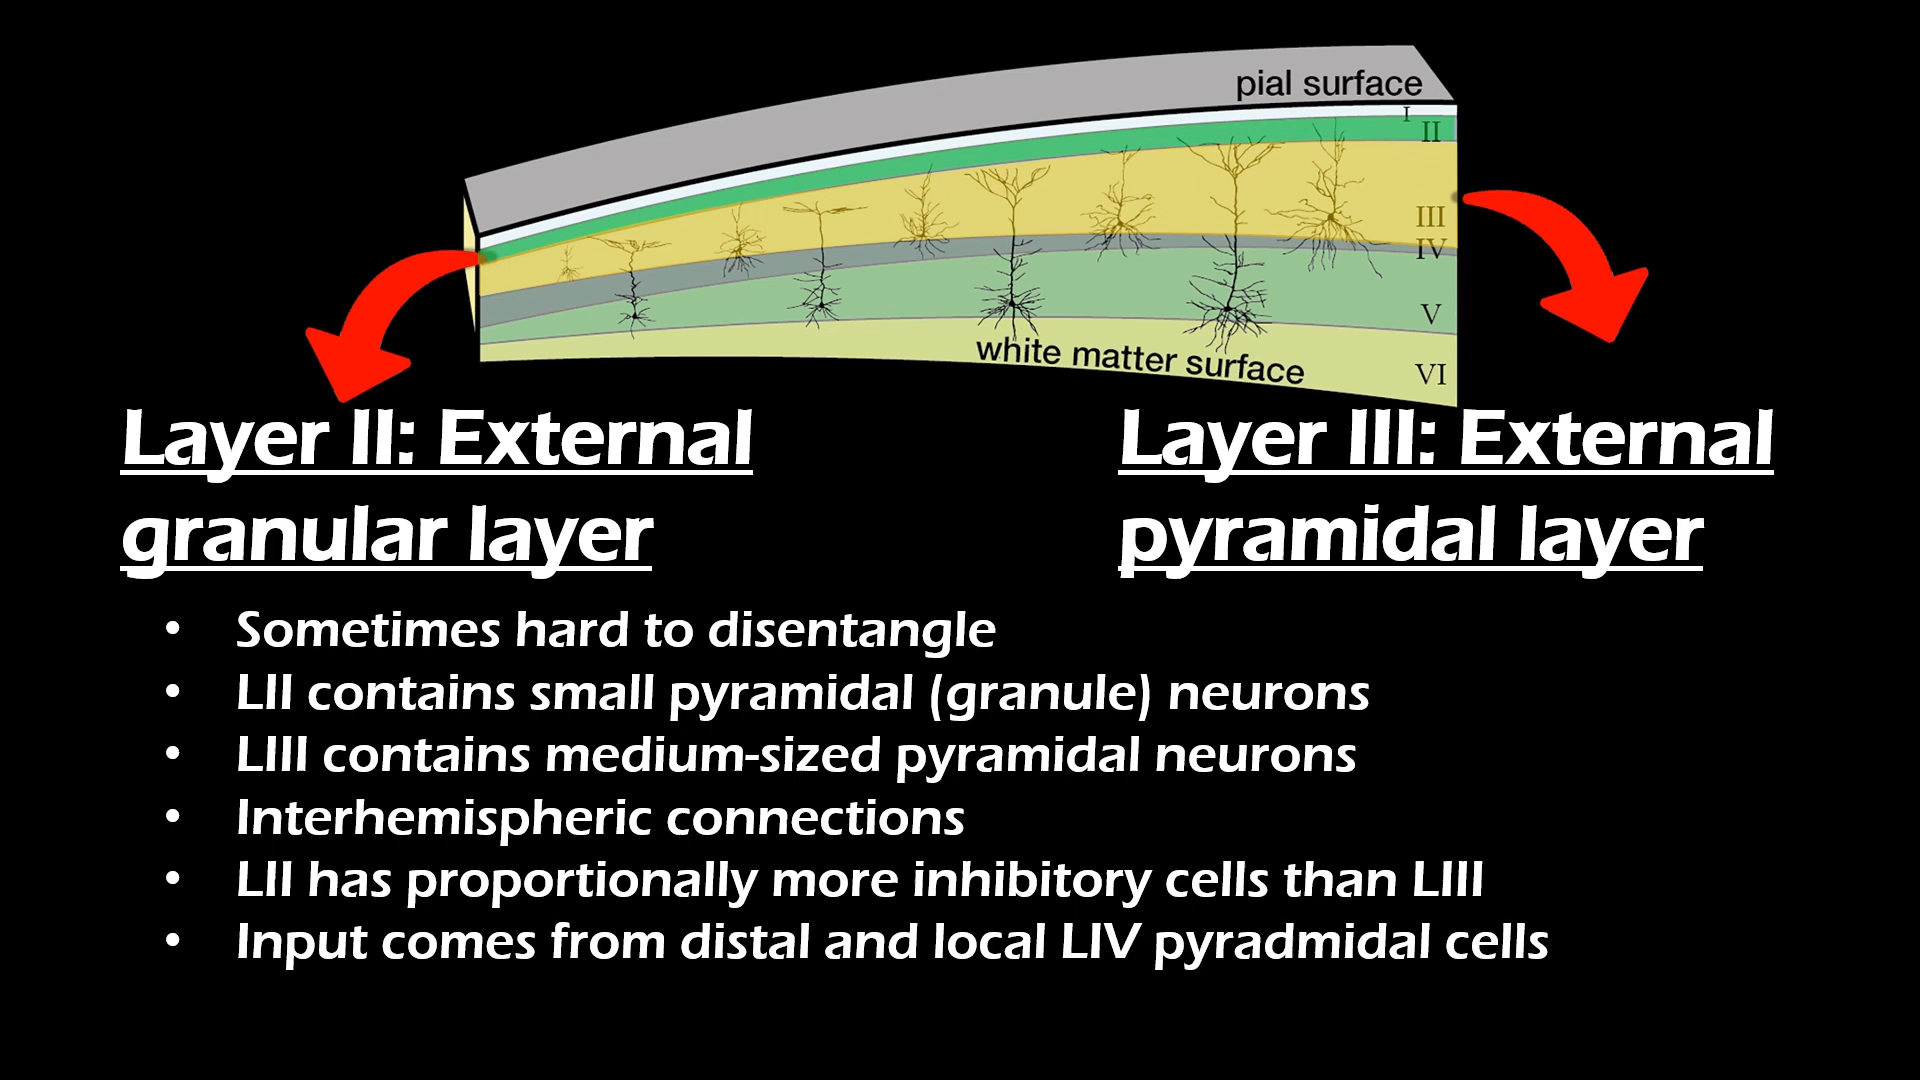 pial surface
I
II
III
IV
V
white matter surface
VI
Layer II: External
granular layer
Layer III: External
pyramidal layer
• Sometimes hard to disentangle
• LII contains small pyramidal (granule) neurons
• LIII contains medium-sized pyramidal neurons
• Interhemispheric connections
• LII has proportionally more inhibitory cells than LIII
• Input comes from distal and local LIV pyradmidal cells